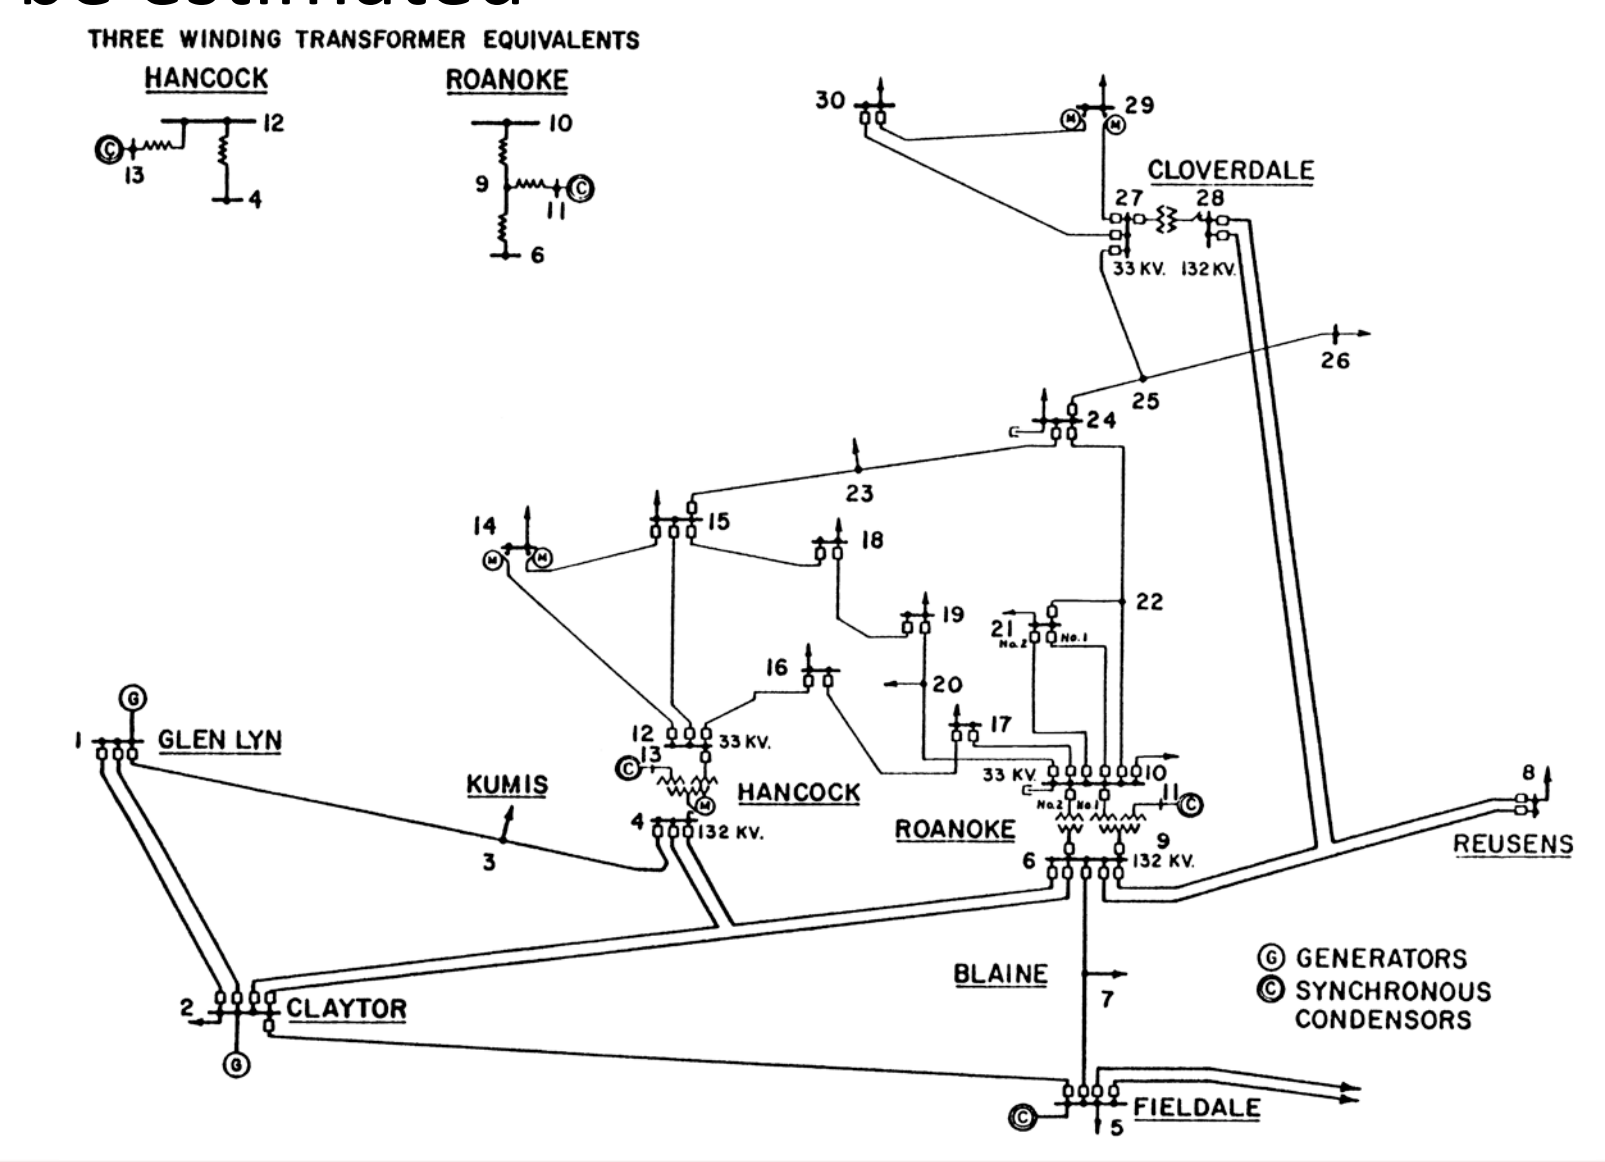 be estimated
THREE WINDING TRANSFORMER EQUIVALENTS
HANCOCK
ROANOKE
12
C
13
4
10
9
C
11
6
30
29
M
M
CLOVERDALE
27
28
33 KV.
132 KV.
26
25
24
23
15
14
M
M
18
22
19
21
No.2
No.1
16
20
17
G
1
GLEN LYN
12
33 KV.
13
C
KUMIS
HANCOCK
M
4
132 KV.
3
33 KV.
10
11
C
No.2
No.1
ROANOKE
9
6
132 KV.
8
REUSENS
BLAINE
7
G GENERATORS
C SYNCHRONOUS
CONDENSORS
2
CLAYTOR
G
C
FIELDALE
5